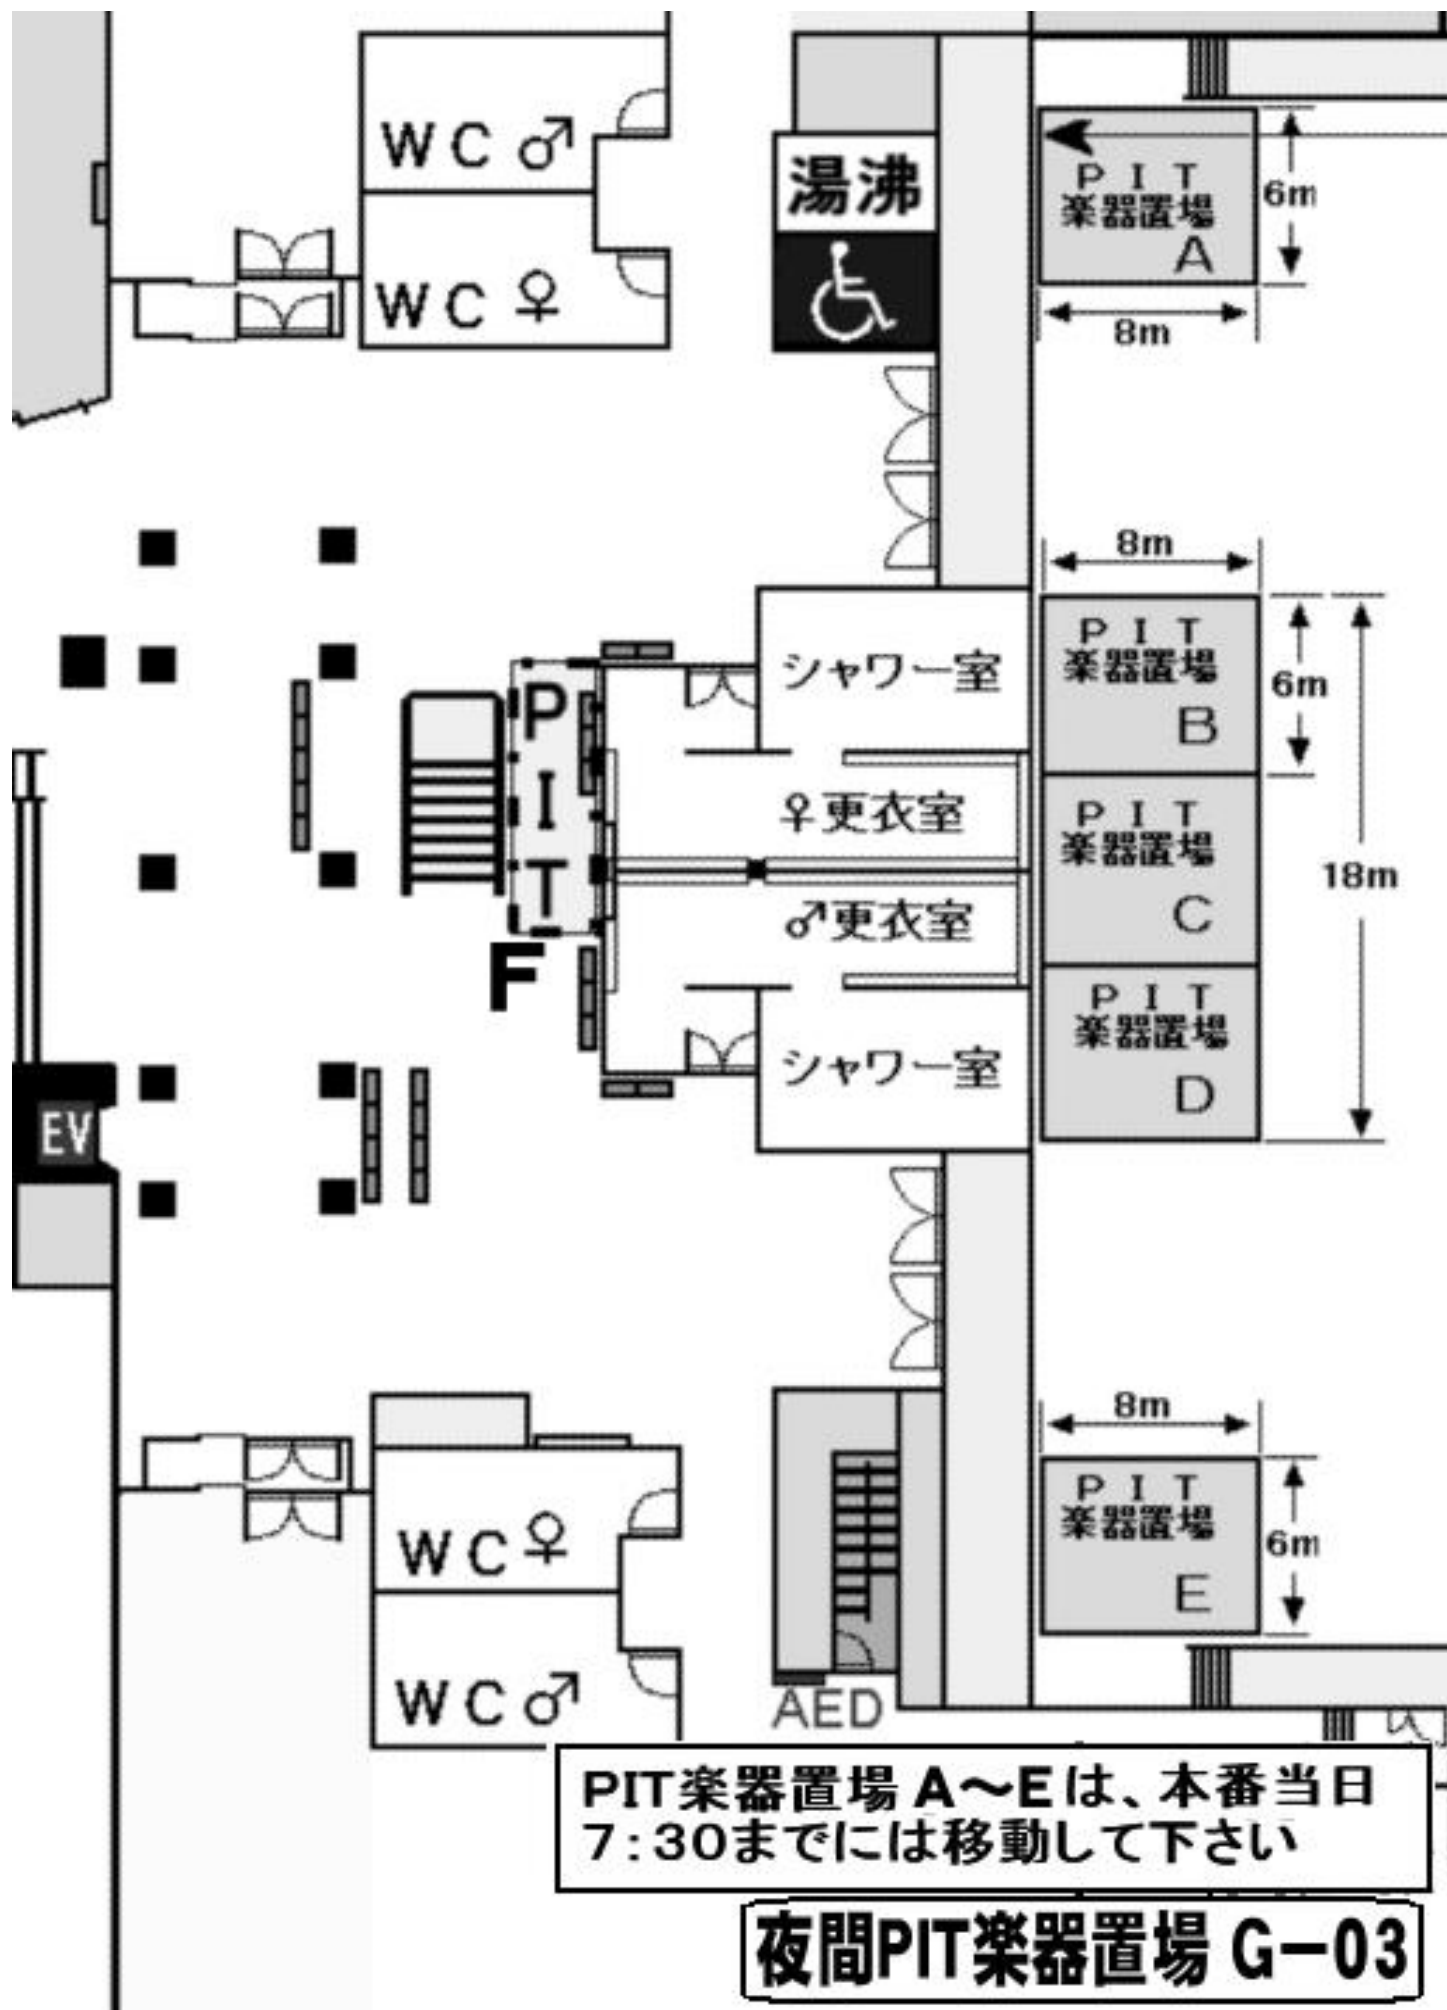 WC♂
湯沸
PIT
楽器置場
A
6m
8m
WC♀
8m
シャワー室
PIT
楽器置場
B
6m
PIT
♀更衣室
PIT
楽器置場
C
18m
♂更衣室
F
PIT
楽器置場
D
シャワー室
EV
8m
PIT
楽器置場
E
6m
WC♀
WC♂
AED
PIT楽器置場 A～Eは、本番当日
7:30までには移動して下さい
夜間PIT楽器置場 G-03